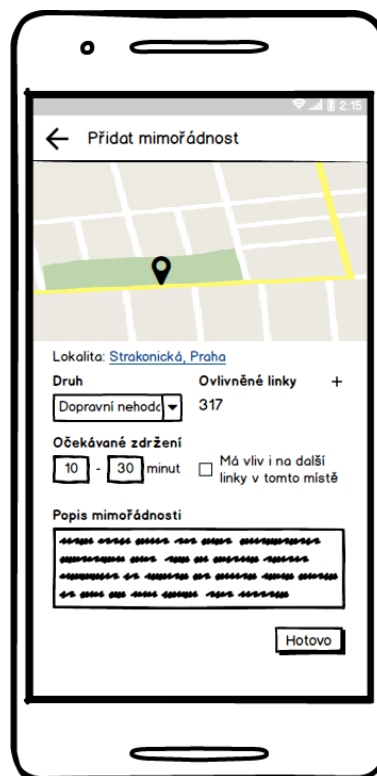 2:15
Přidat mimořádnost
Lokalita: Strakonická, Praha
Druh
Ovlivněné linky +
Dopravní nehodc
317
Očekávané zdržení
10 - 30 minut
Má vliv i na další
linky v tomto místě
Popis mimořádnosti
Hotovo